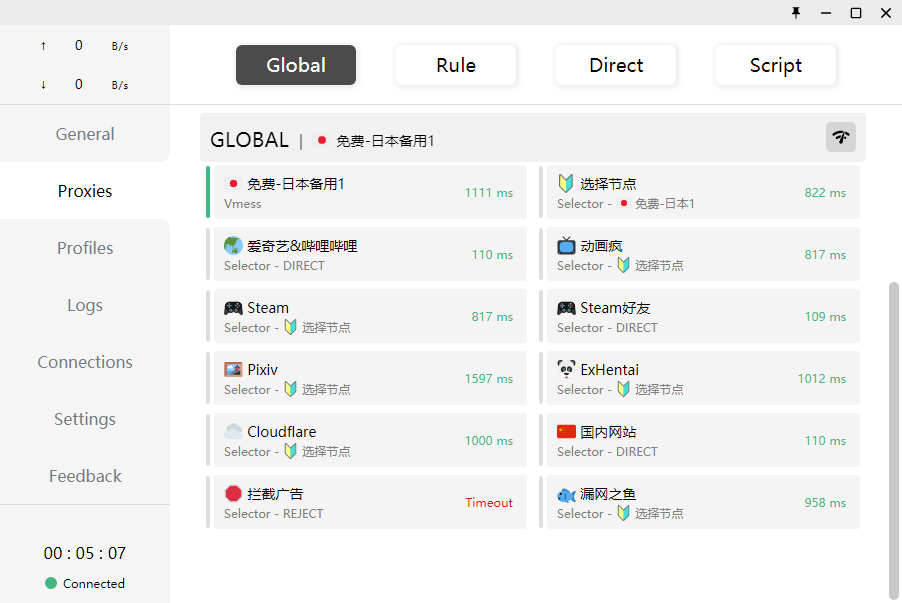 ↑ 0 B/s
↓ 0 B/s
General
Proxies
Profiles
Logs
Connections
Settings
Feedback
00 : 05 : 07
Connected
Global
Rule
Direct
Script
GLOBAL | 🇯🇵 免费-日本备用1
🇯🇵 免费-日本备用1
Vmess
1111 ms
🔰 选择节点
Selector - 🇯🇵 免费-日本1
822 ms
🌏 爱奇艺&哔哩哔哩
Selector - DIRECT
110 ms
📺 动画疯
Selector - 🔰 选择节点
817 ms
🎮 Steam
Selector - 🔰 选择节点
817 ms
🎮 Steam好友
Selector - DIRECT
109 ms
🌄 Pixiv
Selector - 🔰 选择节点
1597 ms
🐼 ExHentai
Selector - 🔰 选择节点
1012 ms
☁️ Cloudflare
Selector - 🔰 选择节点
1000 ms
🇨🇳 国内网站
Selector - DIRECT
110 ms
🛑 拦截广告
Selector - REJECT
Timeout
🐟 漏网之鱼
Selector - 🔰 选择节点
958 ms